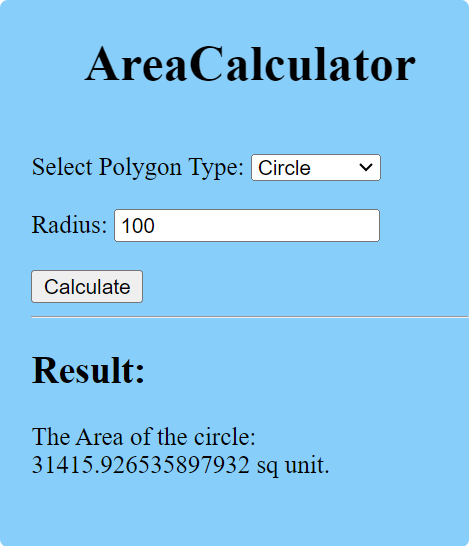 AreaCalculator
Select Polygon Type: Circle
Radius: 100
Calculate
Result:
The Area of the circle:
31415.926535897932 sq unit.